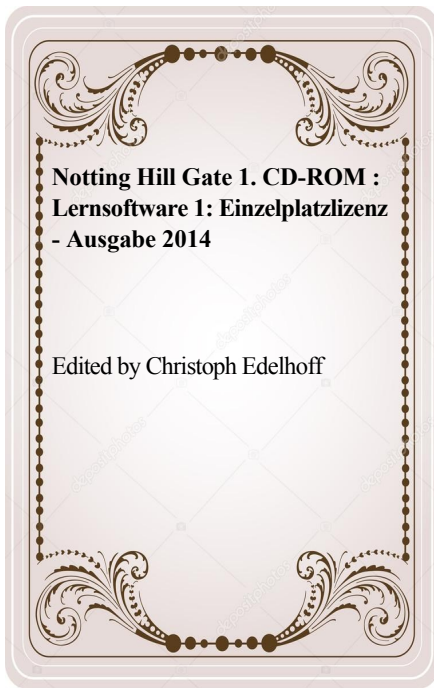 Notting Hill Gate 1. CD-ROM :
Lernsoftware 1: Einzelplatzlizenz
- Ausgabe 2014
Edited by Christoph Edelhoff